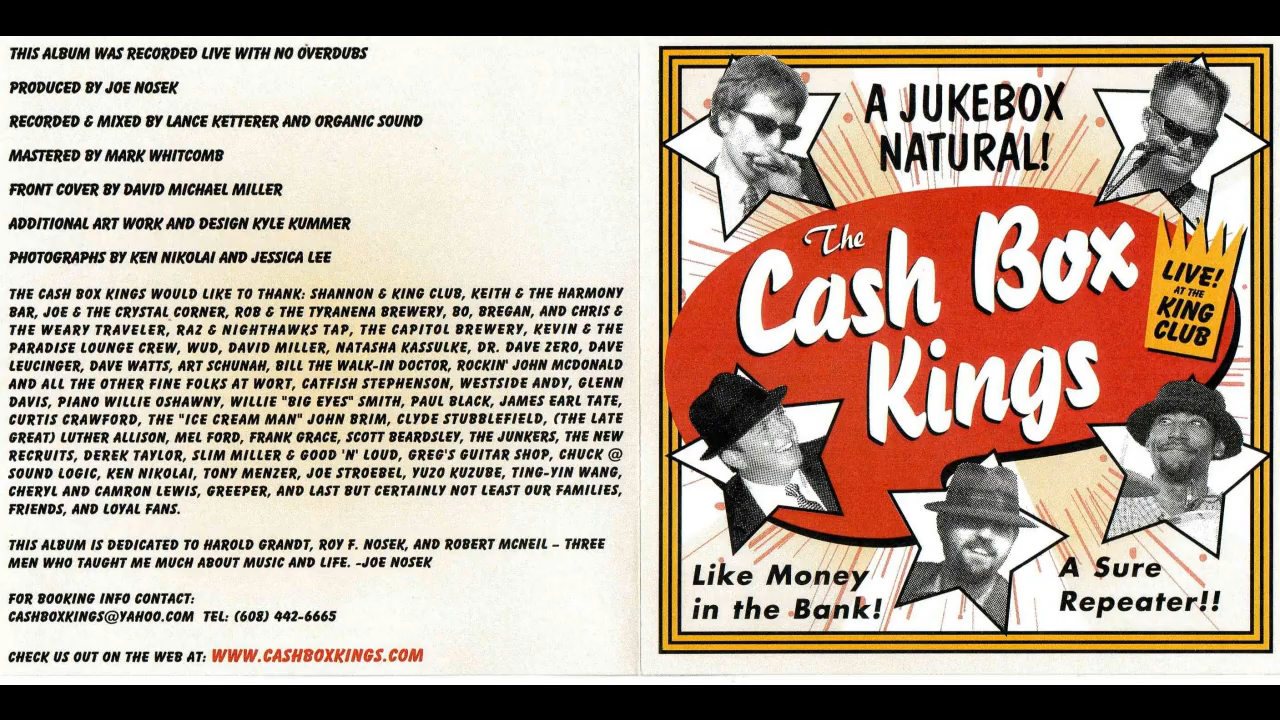 THIS ALBUM WAS RECORDED LIVE WITH NO OVERDUBS
PRODUCED BY JOE NOSEK
RECORDED & MIXED BY LANCE KETTERER AND ORGANIC SOUND
MASTERED BY MARK WHITCOMB
FRONT COVER BY DAVID MICHAEL MILLER
ADDITIONAL ART WORK AND DESIGN KYLE KUMMER
PHOTOGRAPHS BY KEN NIKOLAI AND JESSICA LEE
THE CASH BOX KINGS WOULD LIKE TO THANK: SHANNON & KING CLUB, KEITH & THE HARMONY
BAR, JOE & THE CRYSTAL CORNER, ROB & THE TYRANENA BREWERY, BO, BREGAN, AND CHRIS &
THE WEARY TRAVELER, RAZ & NIGHTHAWKS TAP, THE CAPITOL BREWERY, KEVIN & THE
PARADISE LOUNGE CREW, WUD, DAVID MILLER, NATASHA KASSULKE, DR. DAVE ZERO, DAVE
LEUCINGER, DAVE WATTS, ART SCHUNAH, BILL THE WALK-IN DOCTOR, ROCKIN' JOHN MCDONALD
AND ALL THE OTHER FINE FOLKS AT WORT, CATFISH STEPHENSON, WESTSIDE ANDY, GLENN
DAVIS, PIANO WILLIE OSHAWNY, WILLIE "BIG EYES" SMITH, PAUL BLACK, JAMES EARL TATE,
CURTIS CRAWFORD, THE "ICE CREAM MAN" JOHN BRIM, CLYDE STUBBLEFIELD, (THE LATE
GREAT) LUTHER ALLISON, MEL FORD, FRANK GRACE, SCOTT BEARDSLEY, THE JUNKERS, THE NEW
RECRUITS, DEREK TAYLOR, SLIM MILLER & GOOD 'N' LOUD, GREG'S GUITAR SHOP, CHUCK @
SOUND LOGIC, KEN NIKOLAI, TONY MENZER, JOE STROEBEL, YUZO KUZUBE, TING-YIN WANG,
CHERYL AND CAMRON LEWIS, GREEPER, AND LAST BUT CERTAINLY NOT LEAST OUR FAMILIES,
FRIENDS, AND LOYAL FANS.
THIS ALBUM IS DEDICATED TO HAROLD GRANDT, ROY F. NOSEK, AND ROBERT MCNEIL – THREE
MEN WHO TAUGHT ME MUCH ABOUT MUSIC AND LIFE. -JOE NOSEK
FOR BOOKING INFO CONTACT:
CASHBOXKINGS@YAHOO.COM TEL: (608) 442-6665
CHECK US OUT ON THE WEB AT: WWW.CASHBOXKINGS.COM
A JUKEBOX
NATURAL!
The
Cash Box
Kings
LIVE!
AT THE
KING
CLUB
Like Money
in the Bank!
A Sure
Repeater!!